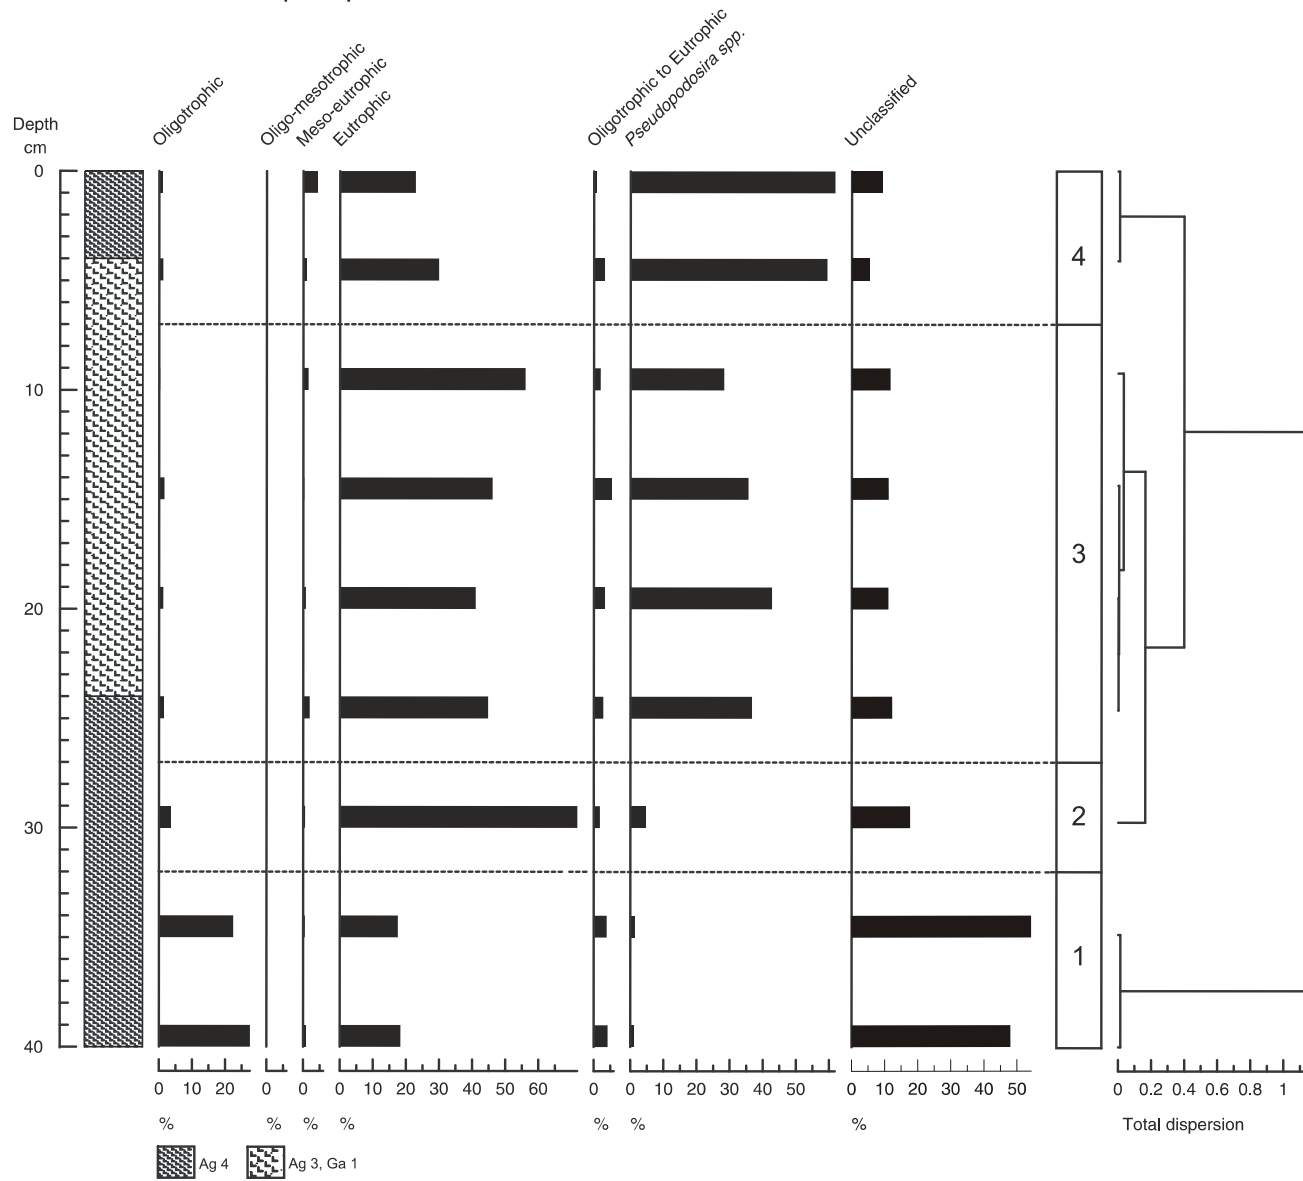 Oligotrophic
Oligo-mesotrophic
Meso-eutrophic
Eutrophic
Oligotrophic to Eutrophic
Pseudopodosira spp.
Unclassified
Depth
cm
0
10
20
30
40
4
3
2
1
0 10 20 0 0 0 10 20 30 40 50 60 0 0 10 20 30 40 50 0 10 20 30 40 50 0 0.2 0.4 0.6 0.8 1
% % % % % % % Total dispersion
Ag 4 Ag 3, Ga 1